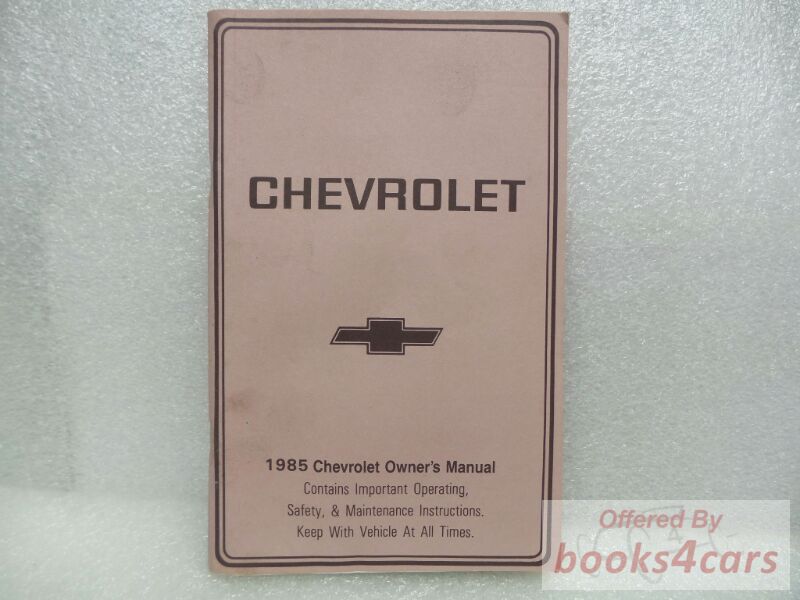 CHEVROLET
1985 Chevrolet Owner's Manual
Contains Important Operating,
Safety, & Maintenance Instructions.
Keep With Vehicle At All Times.
Offered By
books4cars